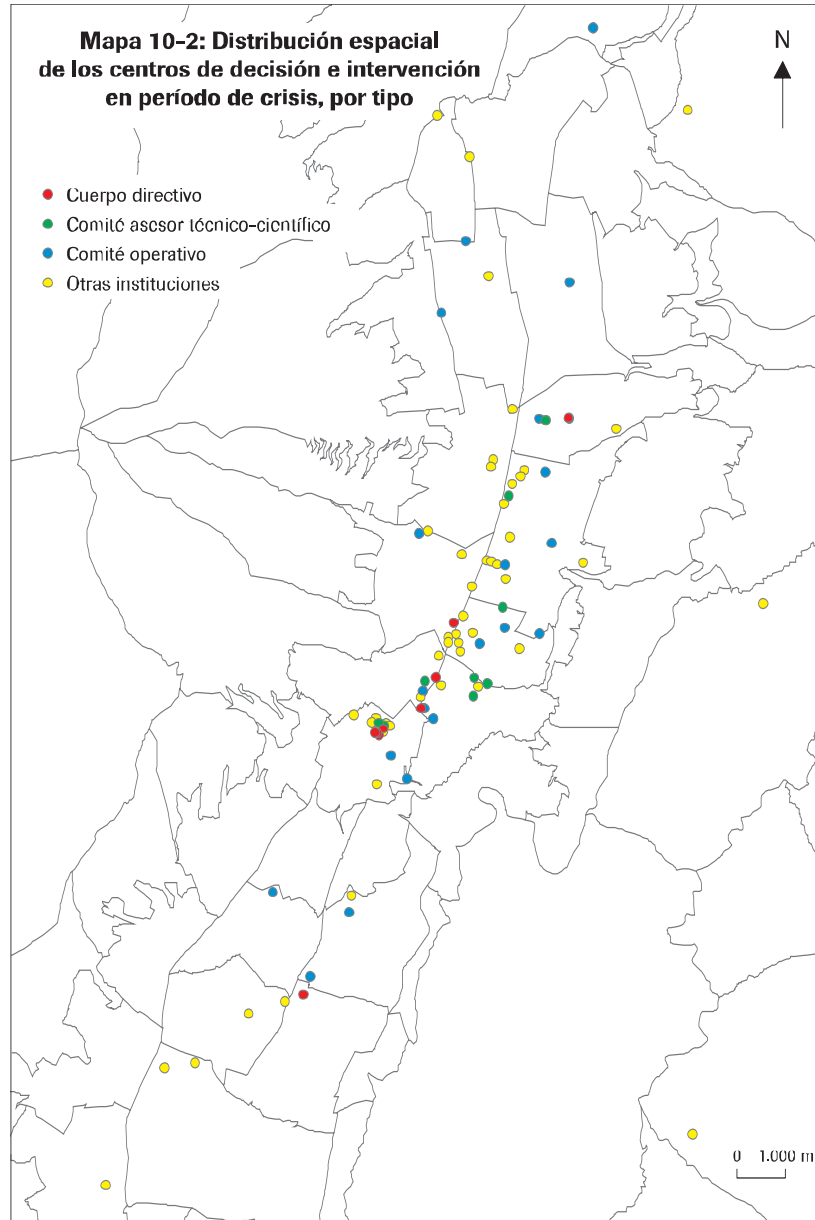 Mapa 10-2: Distribución espacial
de los centros de decisión e intervención
en período de crisis, por tipo
N
Cuerpo directivo
Comité asesor técnico-científico
Comité operativo
Otras instituciones
0 1.000 m